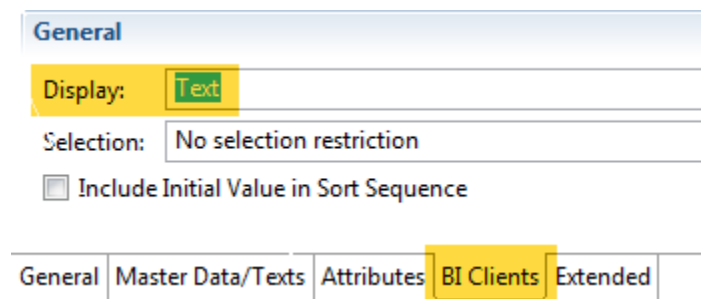 General
Display: Text
Selection: No selection restriction
Include Initial Value in Sort Sequence
General Master Data/Texts Attributes BI Clients Extended